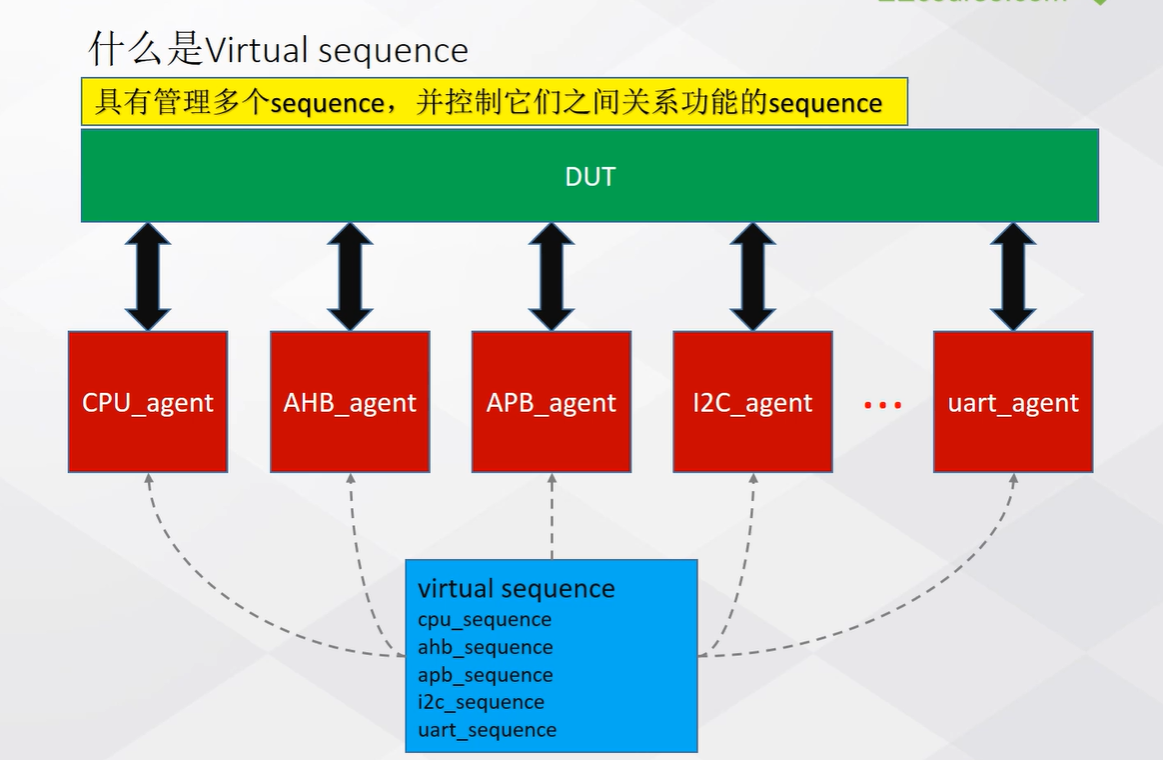 什么是Virtual sequence
具有管理多个sequence，并控制它们之间关系功能的sequence
DUT
CPU_agent
AHB_agent
APB_agent
I2C_agent
...
uart_agent
virtual sequence
cpu_sequence
ahb_sequence
apb_sequence
i2c_sequence
uart_sequence